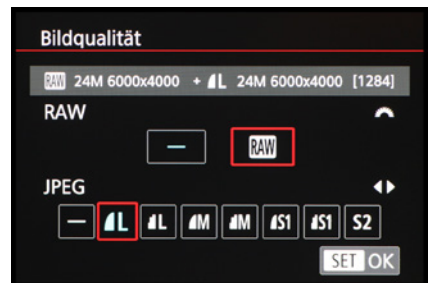 Bildqualität
RAW 24M 6000x4000 + L 24M 6000x4000 [1284]
RAW
RAW
JPEG
L L M M S1 S1 S2
SET OK